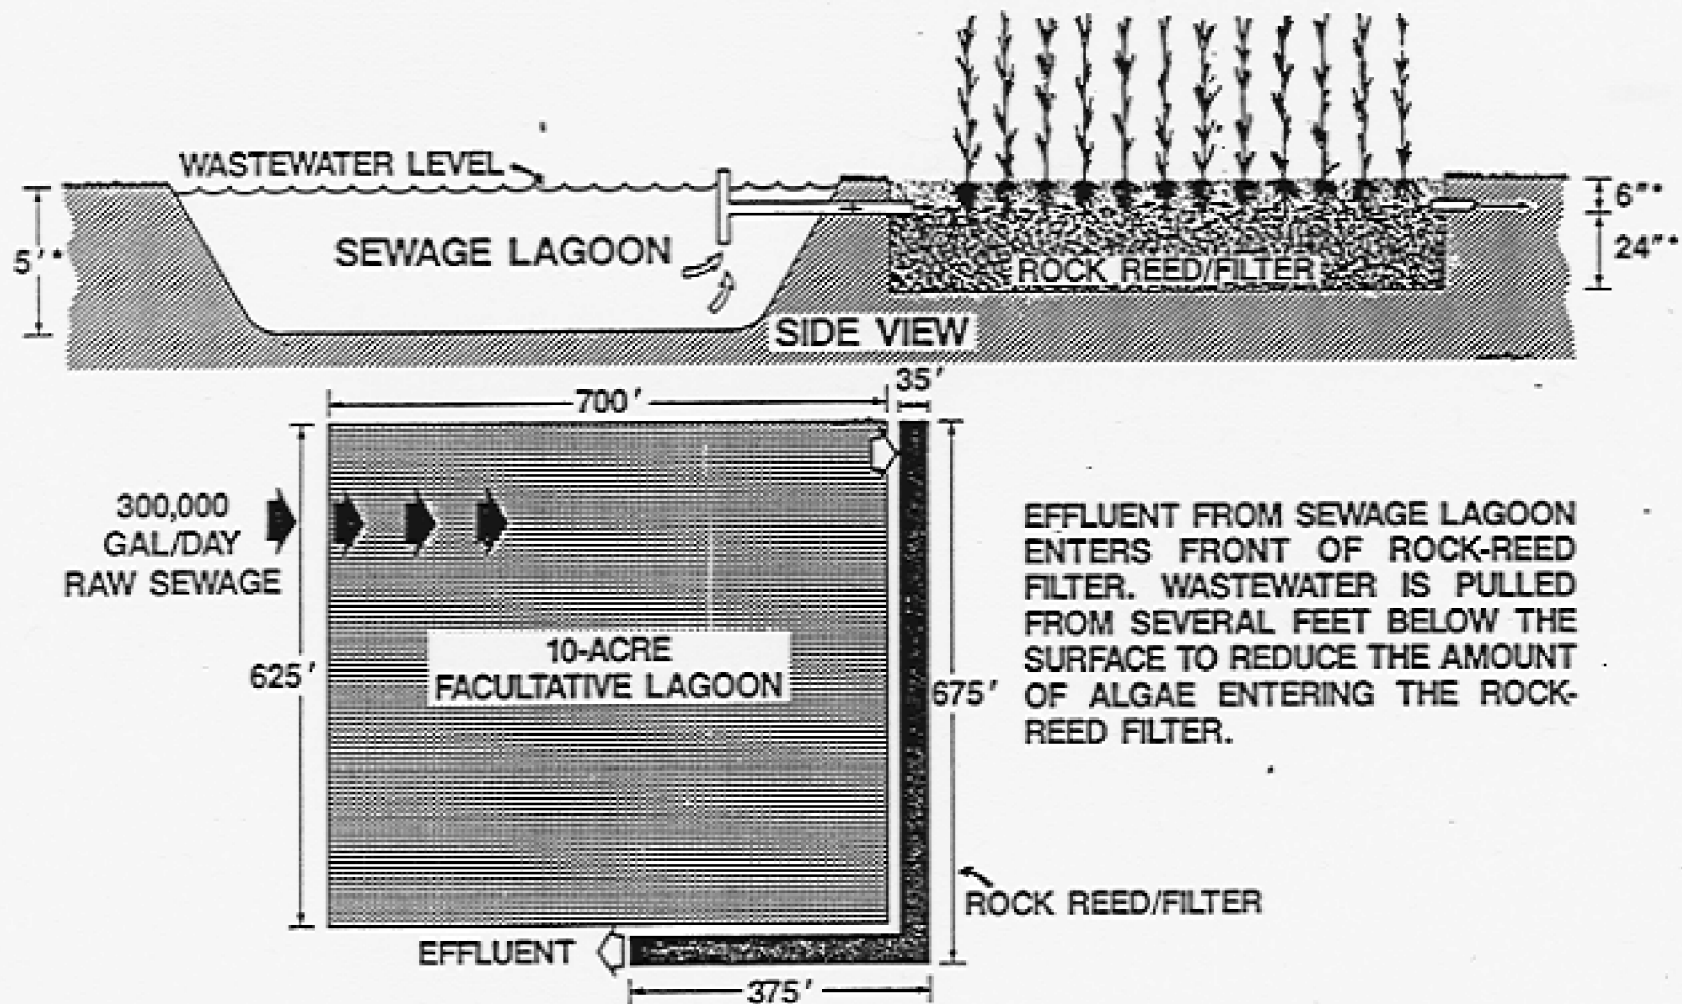 WASTEWATER LEVEL
SEWAGE LAGOON
5'*
ROCK REED/FILTER
6"*
24"*
SIDE VIEW
700'
35'
300,000
GAL/DAY
RAW SEWAGE
625'
10-ACRE
FACULTATIVE LAGOON
675'
EFFLUENT FROM SEWAGE LAGOON
ENTERS FRONT OF ROCK-REED
FILTER. WASTEWATER IS PULLED
FROM SEVERAL FEET BELOW THE
SURFACE TO REDUCE THE AMOUNT
OF ALGAE ENTERING THE ROCK-
REED FILTER.
ROCK REED/FILTER
EFFLUENT
375'